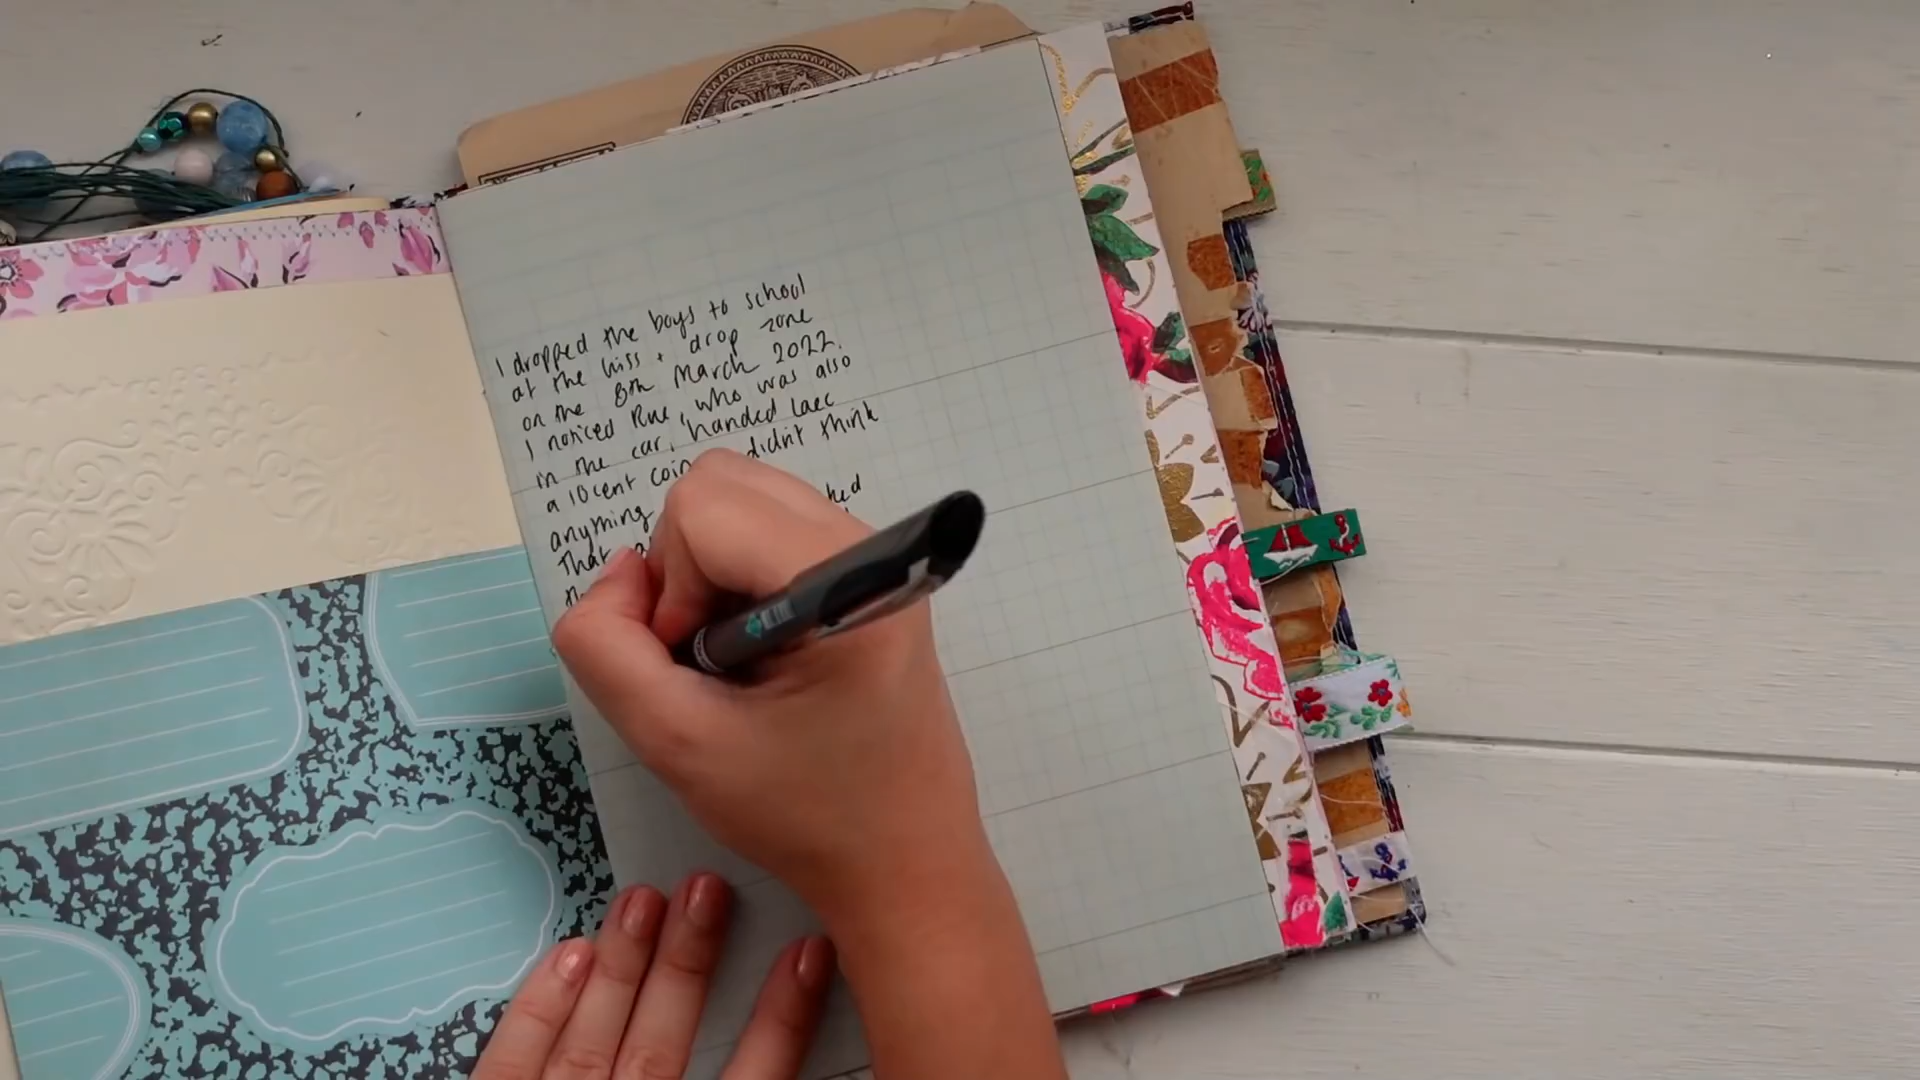 I dropped the boys to school
at the kiss + drop zone
on the 8th March 2022.
I noticed Rue, who was also
in the car, handed Laec
a 10cent coin didn't think
anything
That